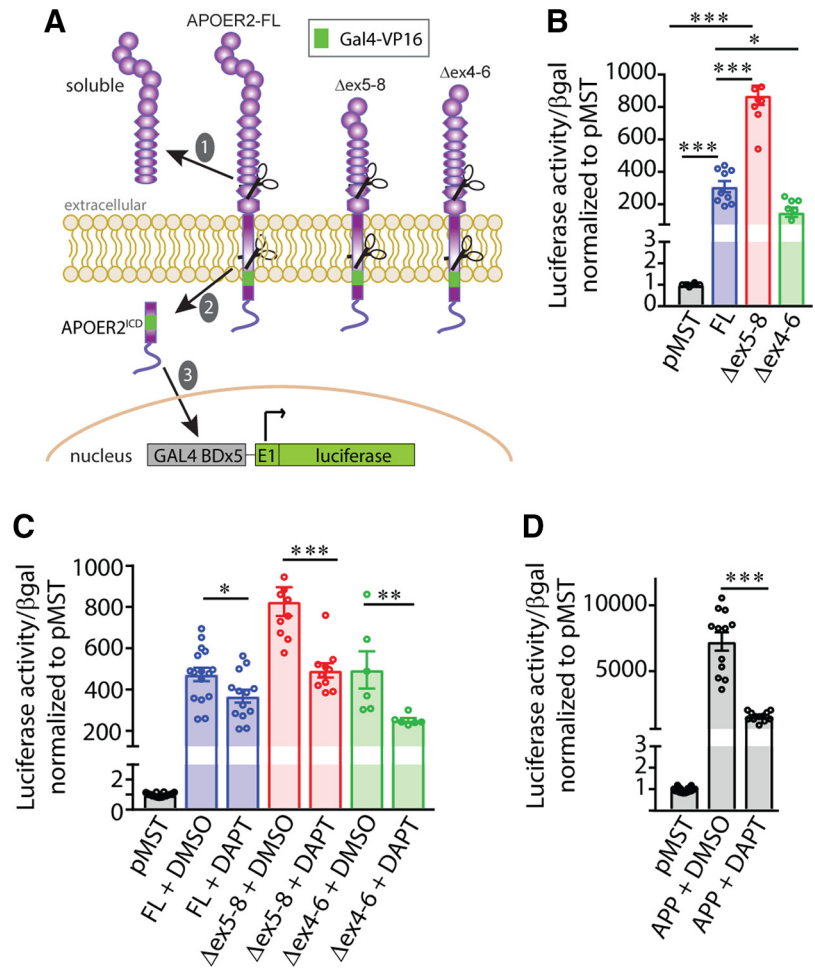 A
APOER2-FL
Gal4-VP16
soluble
Δex5-8
Δex4-6
1
extracellular
2
APOER2ICD
3
nucleus
GAL4 BDx5
E1
luciferase
B
***
*
***
***
Luciferase activity/βgal
normalized to pMST
1000
800
600
400
200
3
2
1
0
pMST
FL
Δex5-8
Δex4-6
C
Luciferase activity/βgal
normalized to pMST
1000
800
600
400
200
2
0
*
***
**
pMST
FL + DMSO
FL + DAPT
Δex5-8 + DMSO
Δex5-8 + DAPT
Δex4-6 + DMSO
Δex4-6 + DAPT
D
Luciferase activity/βgal
normalized to pMST
10000
5000
3
2
1
***
pMST
APP + DMSO
APP + DAPT